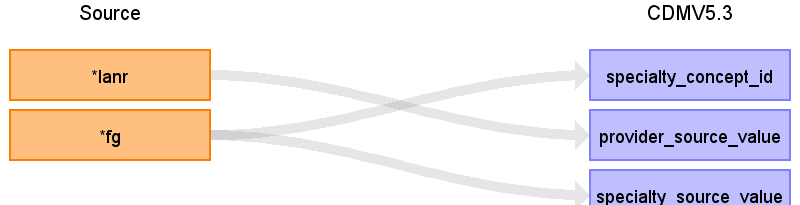 Source
CDMV5.3
*lanr
specialty_concept_id
*fg
provider_source_value
specialty_source_value